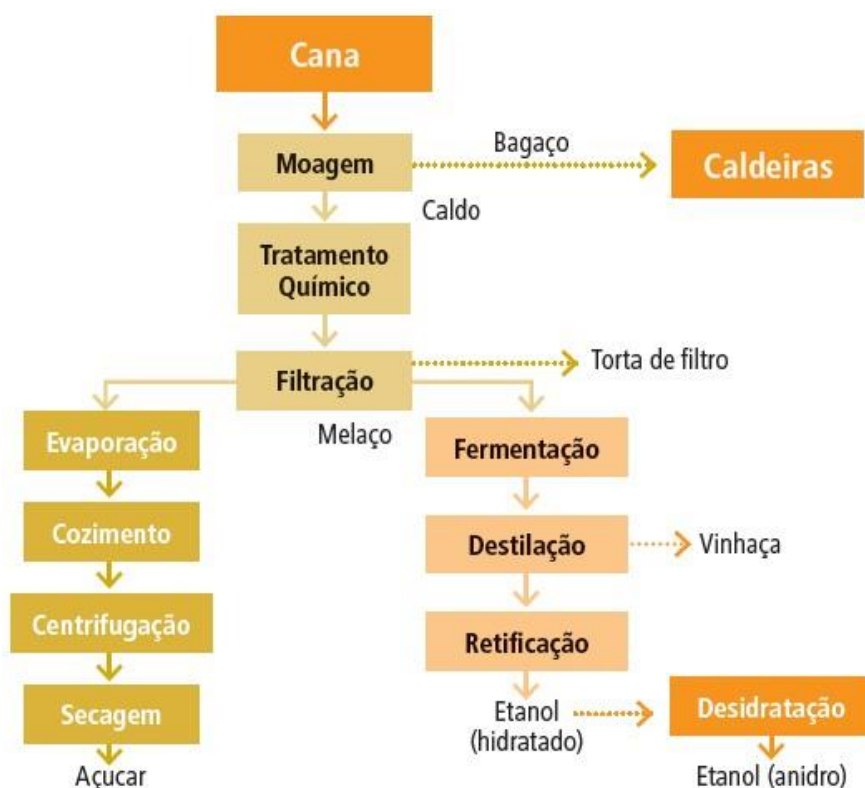 Cana
Bagaço
Moagem
Caldeiras
Caldo
Tratamento
Químico
Filtração
Torta de filtro
Melaço
Evaporação
Fermentação
Cozimento
Destilação
Vinhaça
Centrifugação
Retificação
Secagem
Etanol
(hidratado)
Desidratação
Açucar
Etanol (anidro)